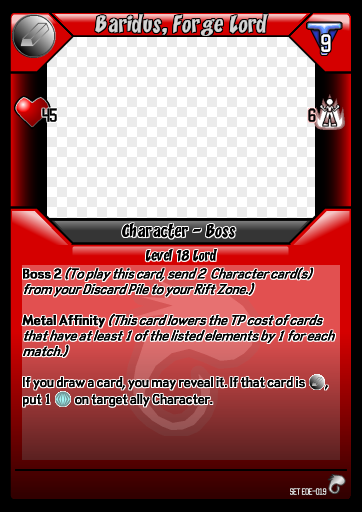 Baridus, Forge Lord
9
45
6
Character - Boss
Level 18 Lord
Boss 2 (To play this card, send 2 Character card(s)
from your Discard Pile to your Rift Zone.)
Metal Affinity (This card lowers the TP cost of cards
that have at least 1 of the listed elements by 1 for each
match.)
If you draw a card, you may reveal it. If that card is ,
put 1 on target ally Character.
SET EOE-019